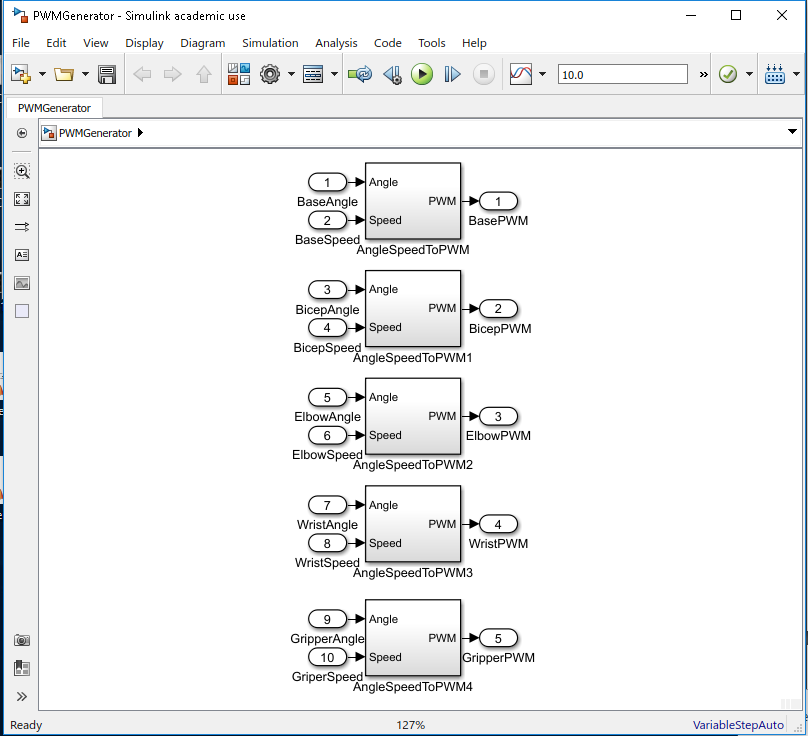 PWMGenerator - Simulink academic use
File Edit View Display Diagram Simulation Analysis Code Tools Help
10.0 »
PWMGenerator
PWMGenerator
1 Angle
BaseAngle
PWM 1
BasePWM
2 Speed
BaseSpeed
AngleSpeedToPWM
3 Angle
BicepAngle
PWM 2
BicepPWM
4 Speed
BicepSpeed
AngleSpeedToPWM1
5 Angle
ElbowAngle
PWM 3
ElbowPWM
6 Speed
ElbowSpeed
AngleSpeedToPWM2
7 Angle
WristAngle
PWM 4
WristPWM
8 Speed
WristSpeed
AngleSpeedToPWM3
9 Angle
GripperAngle
PWM 5
GripperPWM
10 Speed
GriperSpeed
AngleSpeedToPWM4
Ready 127% VariableStepAuto